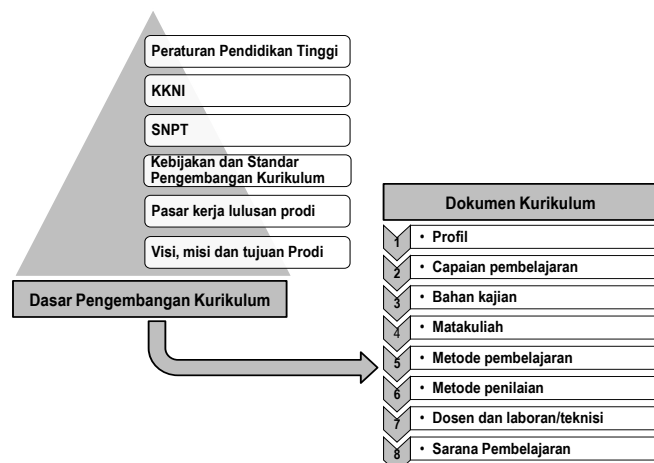 Peraturan Pendidikan Tinggi
KKNI
SNPT
Kebijakan dan Standar
Pengembangan Kurikulum
Pasar kerja lulusan prodi
Visi, misi dan tujuan Prodi
Dasar Pengembangan Kurikulum
Dokumen Kurikulum
1 • Profil
2 • Capaian pembelajaran
3 • Bahan kajian
4 • Matakuliah
5 • Metode pembelajaran
6 • Metode penilaian
7 • Dosen dan laboran/teknisi
8 • Sarana Pembelajaran